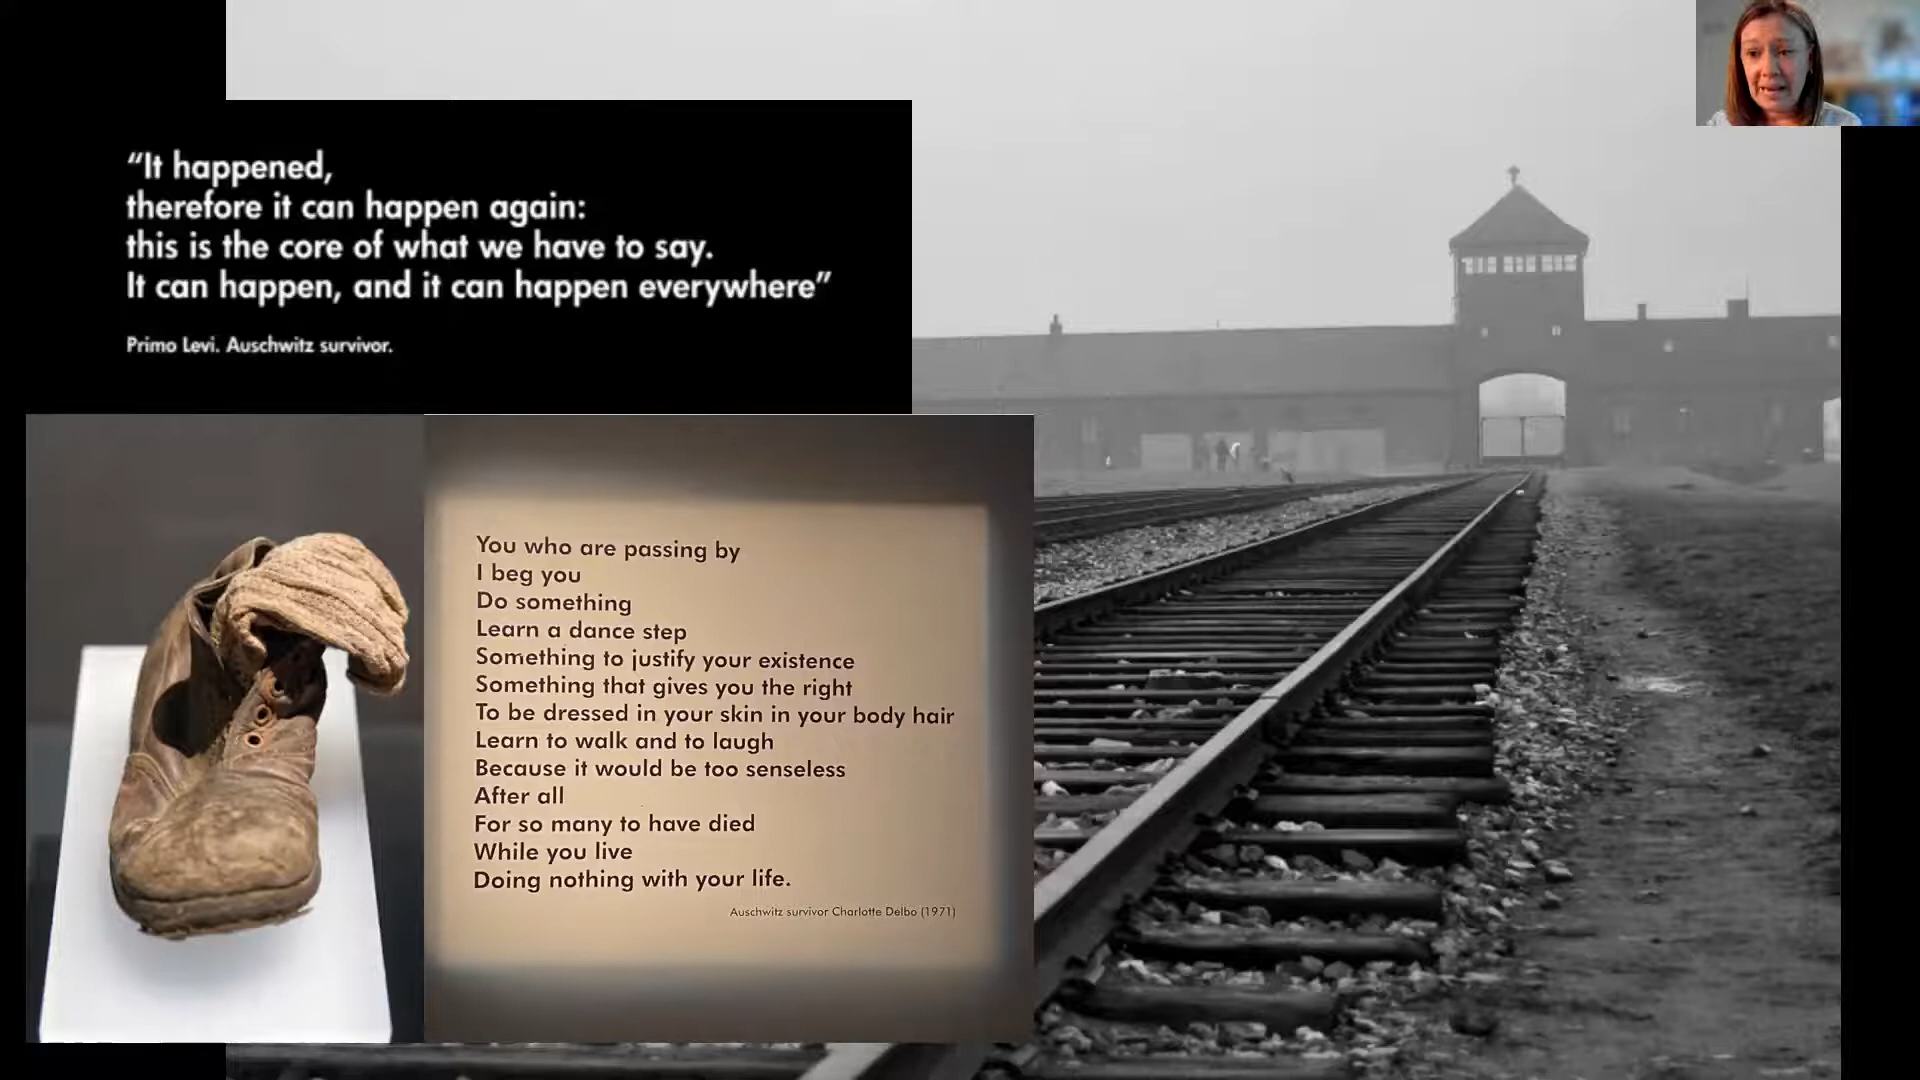 “It happened,
therefore it can happen again:
this is the core of what we have to say.
It can happen, and it can happen everywhere”
Primo Levi. Auschwitz survivor.
You who are passing by
I beg you
Do something
Learn a dance step
Something to justify your existence
Something that gives you the right
To be dressed in your skin in your body hair
Learn to walk and to laugh
Because it would be too senseless
After all
For so many to have died
While you live
Doing nothing with your life.
Auschwitz survivor Charlotte Delbo (1971)